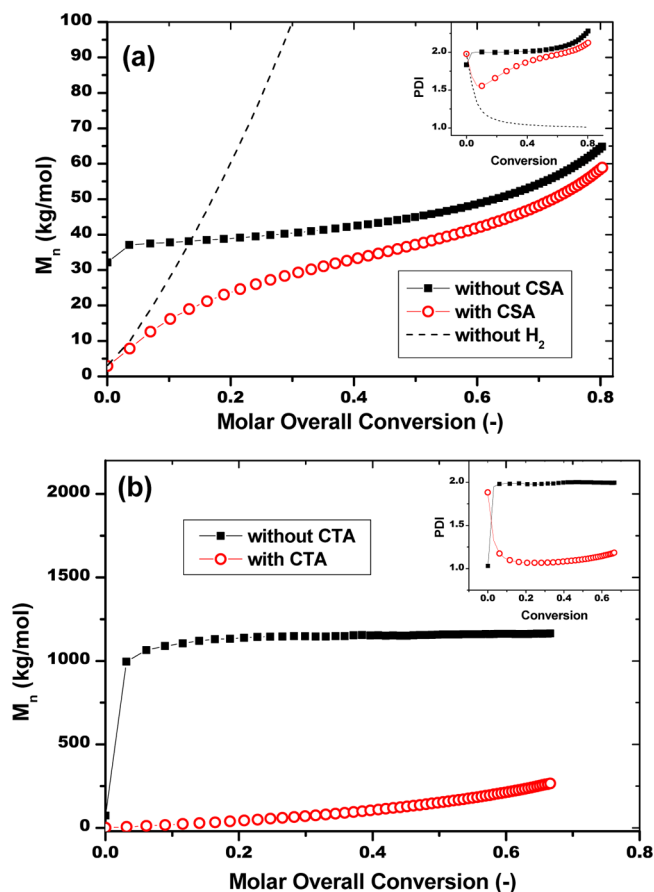 (a)
M_n (kg/mol)
100
90
80
70
60
50
40
30
20
10
0
0.0 0.2 0.4 0.6 0.8
Molar Overall Conversion (-)
without CSA
with CSA
without H_2
PDI
2.0
1.5
1.0
0.0 0.4 0.8
Conversion
(b)
M_n (kg/mol)
2000
1500
1000
500
0
0.0 0.2 0.4 0.6 0.8
Molar Overall Conversion (-)
without CTA
with CTA
PDI
2.0
1.5
1.0
0.0 0.2 0.4 0.6
Conversion